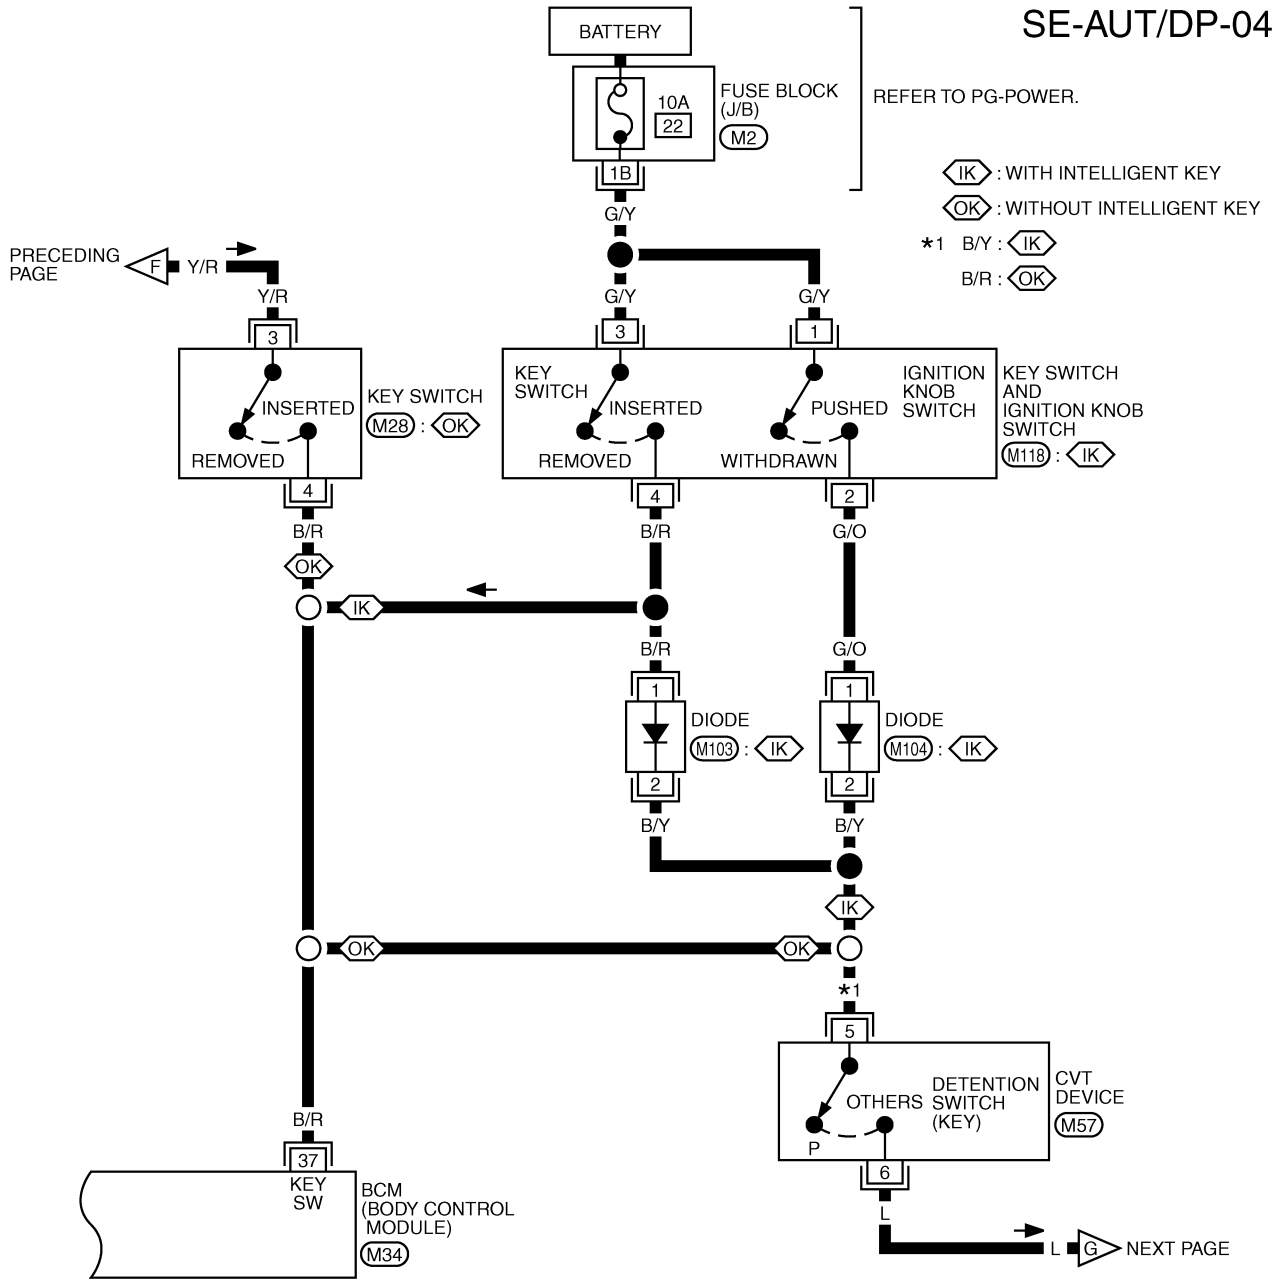 SE-AUT/DP-04
BATTERY
10A
22
FUSE BLOCK
(J/B)
M2
REFER TO PG-POWER.
1B
G/Y
IK : WITH INTELLIGENT KEY
OK : WITHOUT INTELLIGENT KEY
*1 B/Y : IK
B/R : OK
PRECEDING
PAGE
F
Y/R
Y/R
G/Y
G/Y
3
3
1
KEY
SWITCH
INSERTED
REMOVED
IGNITION
KNOB
SWITCH
PUSHED
WITHDRAWN
KEY SWITCH
AND
IGNITION KNOB
SWITCH
M118 : IK
INSERTED
REMOVED
KEY SWITCH
M28 : OK
4
4
2
B/R
B/R
G/O
OK
IK
B/R
G/O
1
1
DIODE
M103 : IK
DIODE
M104 : IK
2
2
B/Y
B/Y
IK
OK
OK
*1
5
OTHERS
P
DETENTION
SWITCH
(KEY)
CVT
DEVICE
M57
6
L
L
G
NEXT PAGE
B/R
37
KEY
SW
BCM
(BODY CONTROL
MODULE)
M34